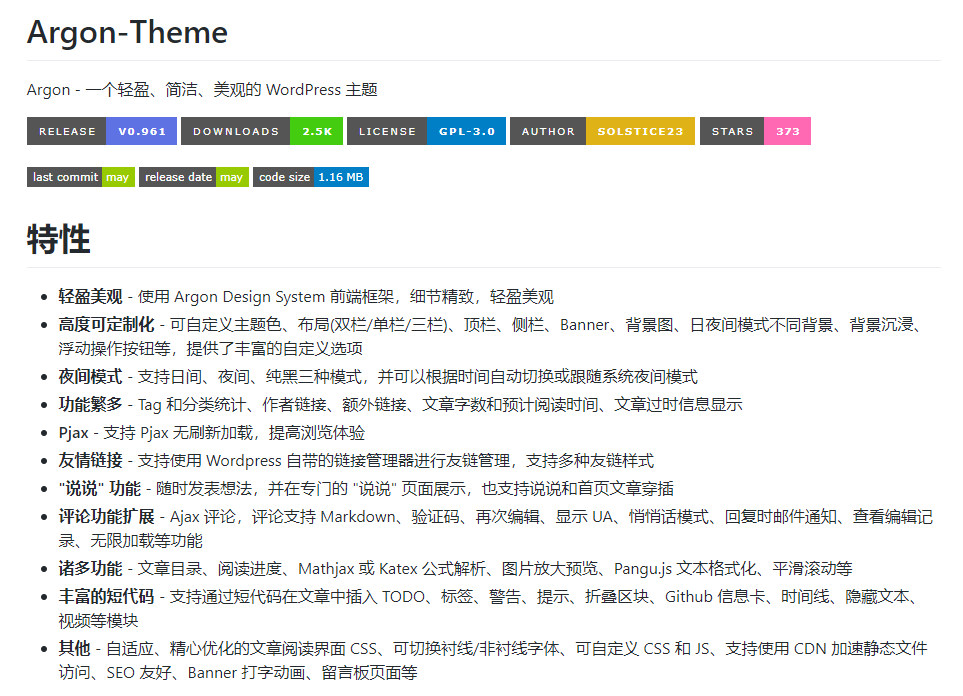 Argon-Theme
Argon - 一个轻盈、简洁、美观的 WordPress 主题
RELEASE V0.961 DOWNLOADS 2.5K LICENSE GPL-3.0 AUTHOR SOLSTICE23 STARS 373
last commit may release date may code size 1.16 MB
特性
• 轻盈美观 - 使用 Argon Design System 前端框架，细节精致，轻盈美观
• 高度可定制化 - 可自定义主题色、布局(双栏/单栏/三栏)、顶栏、侧栏、Banner、背景图、日夜间模式不同背景、背景沉浸、
浮动操作按钮等，提供了丰富的自定义选项
• 夜间模式 - 支持日间、夜间、纯黑三种模式，并可以根据时间自动切换或跟随系统夜间模式
• 功能繁多 - Tag 和分类统计、作者链接、额外链接、文章字数和预计阅读时间、文章过时信息显示
• Pjax - 支持 Pjax 无刷新加载，提高浏览体验
• 友情链接 - 支持使用 Wordpress 自带的链接管理器进行友链管理，支持多种友链样式
• "说说" 功能 - 随时发表想法，并在专门的 "说说" 页面展示，也支持说说和首页文章穿插
• 评论功能扩展 - Ajax 评论，评论支持 Markdown、验证码、再次编辑、显示 UA、悄悄话模式、回复时邮件通知、查看编辑记
录、无限加载等功能
• 诸多功能 - 文章目录、阅读进度、Mathjax 或 Katex 公式解析、图片放大预览、Pangu.js 文本格式化、平滑滚动等
• 丰富的短代码 - 支持通过短代码在文章中插入 TODO、标签、警告、提示、折叠区块、Github 信息卡、时间线、隐藏文本、
视频等模块
• 其他 - 自适应、精心优化的文章阅读界面 CSS、可切换衬线/非衬线字体、可自定义 CSS 和 JS、支持使用 CDN 加速静态文件
访问、SEO 友好、Banner 打字动画、留言板页面等